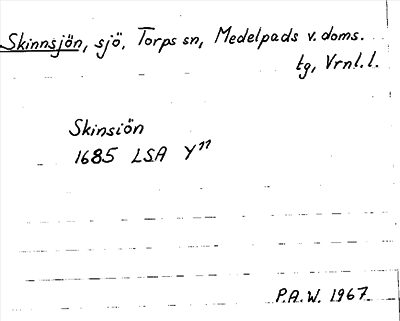 Skinnsjön, sjö, Torps sn, Medelpads v. doms.
tg, Vrnl. l.
Skinsiön
1685 LSA Y¹¹
P.A.W. 1967